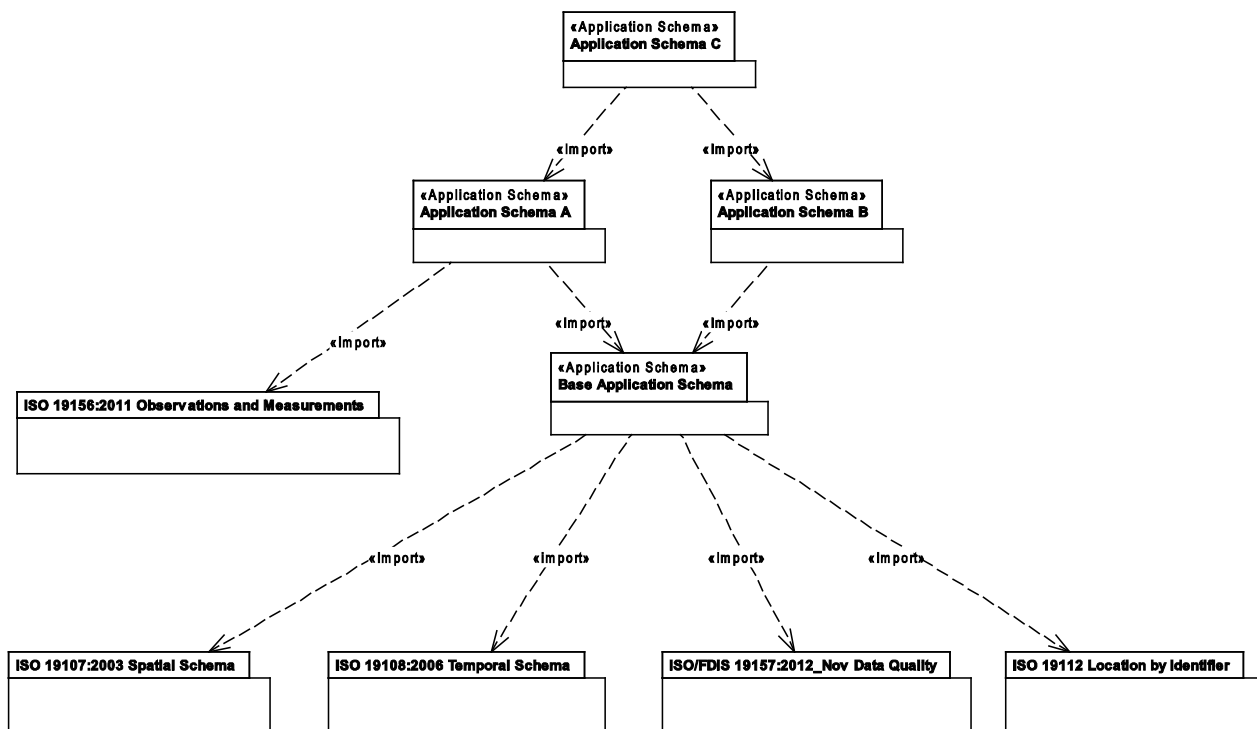 «Application Schema»
Application Schema C
«Import»
«Import»
«Application Schema»
Application Schema A
«Application Schema»
Application Schema B
«Import»
«Import»
«Import»
«Application Schema»
Base Application Schema
ISO 19156:2011 Observations and Measurements
«Import»
«Import»
«Import»
«Import»
ISO 19107:2003 Spatial Schema
ISO 19108:2006 Temporal Schema
ISO/FDIS 19157:2012_Nov Data Quality
ISO 19112 Location by Identifier